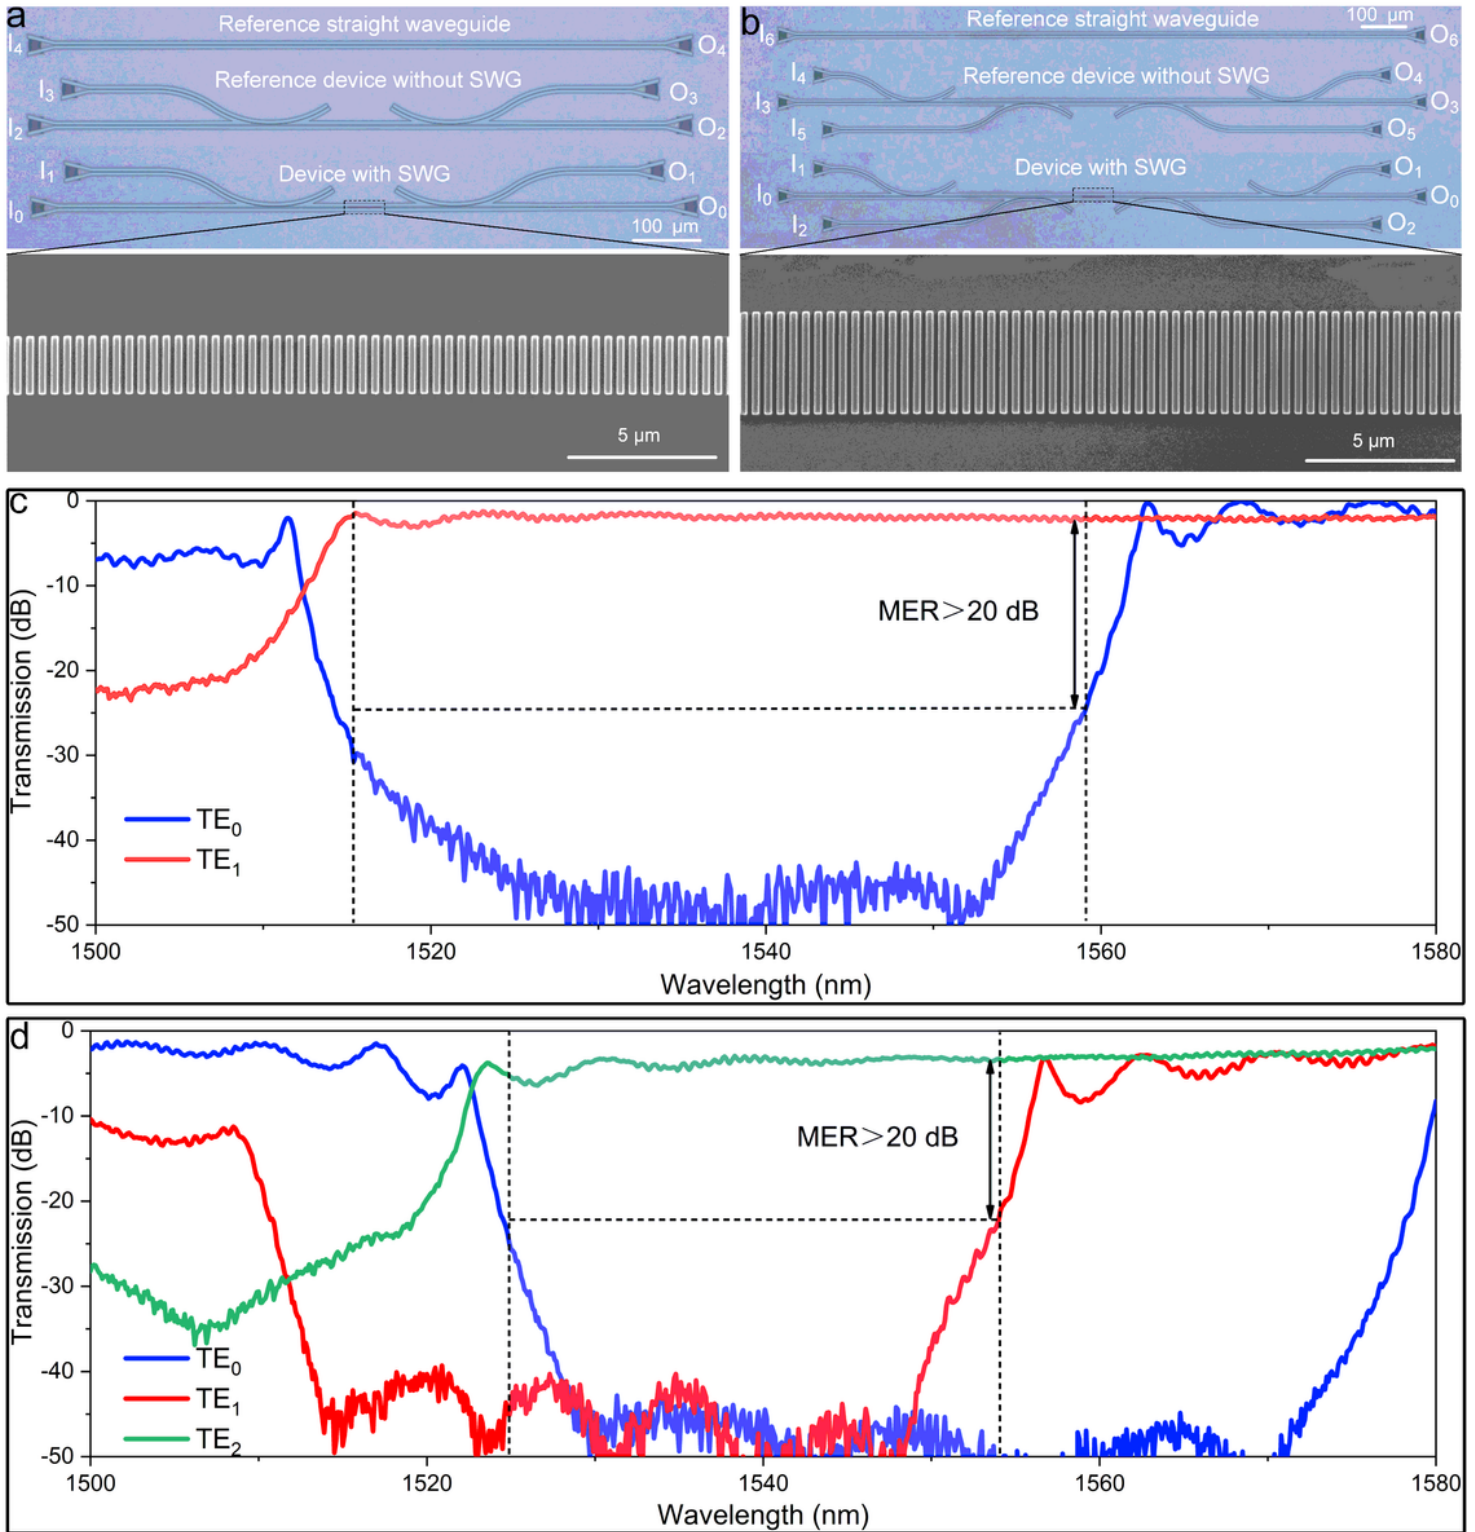 a
Reference straight waveguide
I4 O4
Reference device without SWG
I3 O3
I2 O2
I1 O1
Device with SWG
I0 O0
100 μm
5 μm
b
Reference straight waveguide
100 μm
I6 O6
I4 O4
Reference device without SWG
I3 O3
I5 O5
I1 O1
Device with SWG
I0 O0
I2 O2
5 μm
c
0
-10
-20
-30
-40
-50
Transmission (dB)
MER>20 dB
TE0
TE1
1500 1520 1540 1560 1580
Wavelength (nm)
d
0
-10
-20
-30
-40
-50
Transmission (dB)
MER>20 dB
TE0
TE1
TE2
1500 1520 1540 1560 1580
Wavelength (nm)